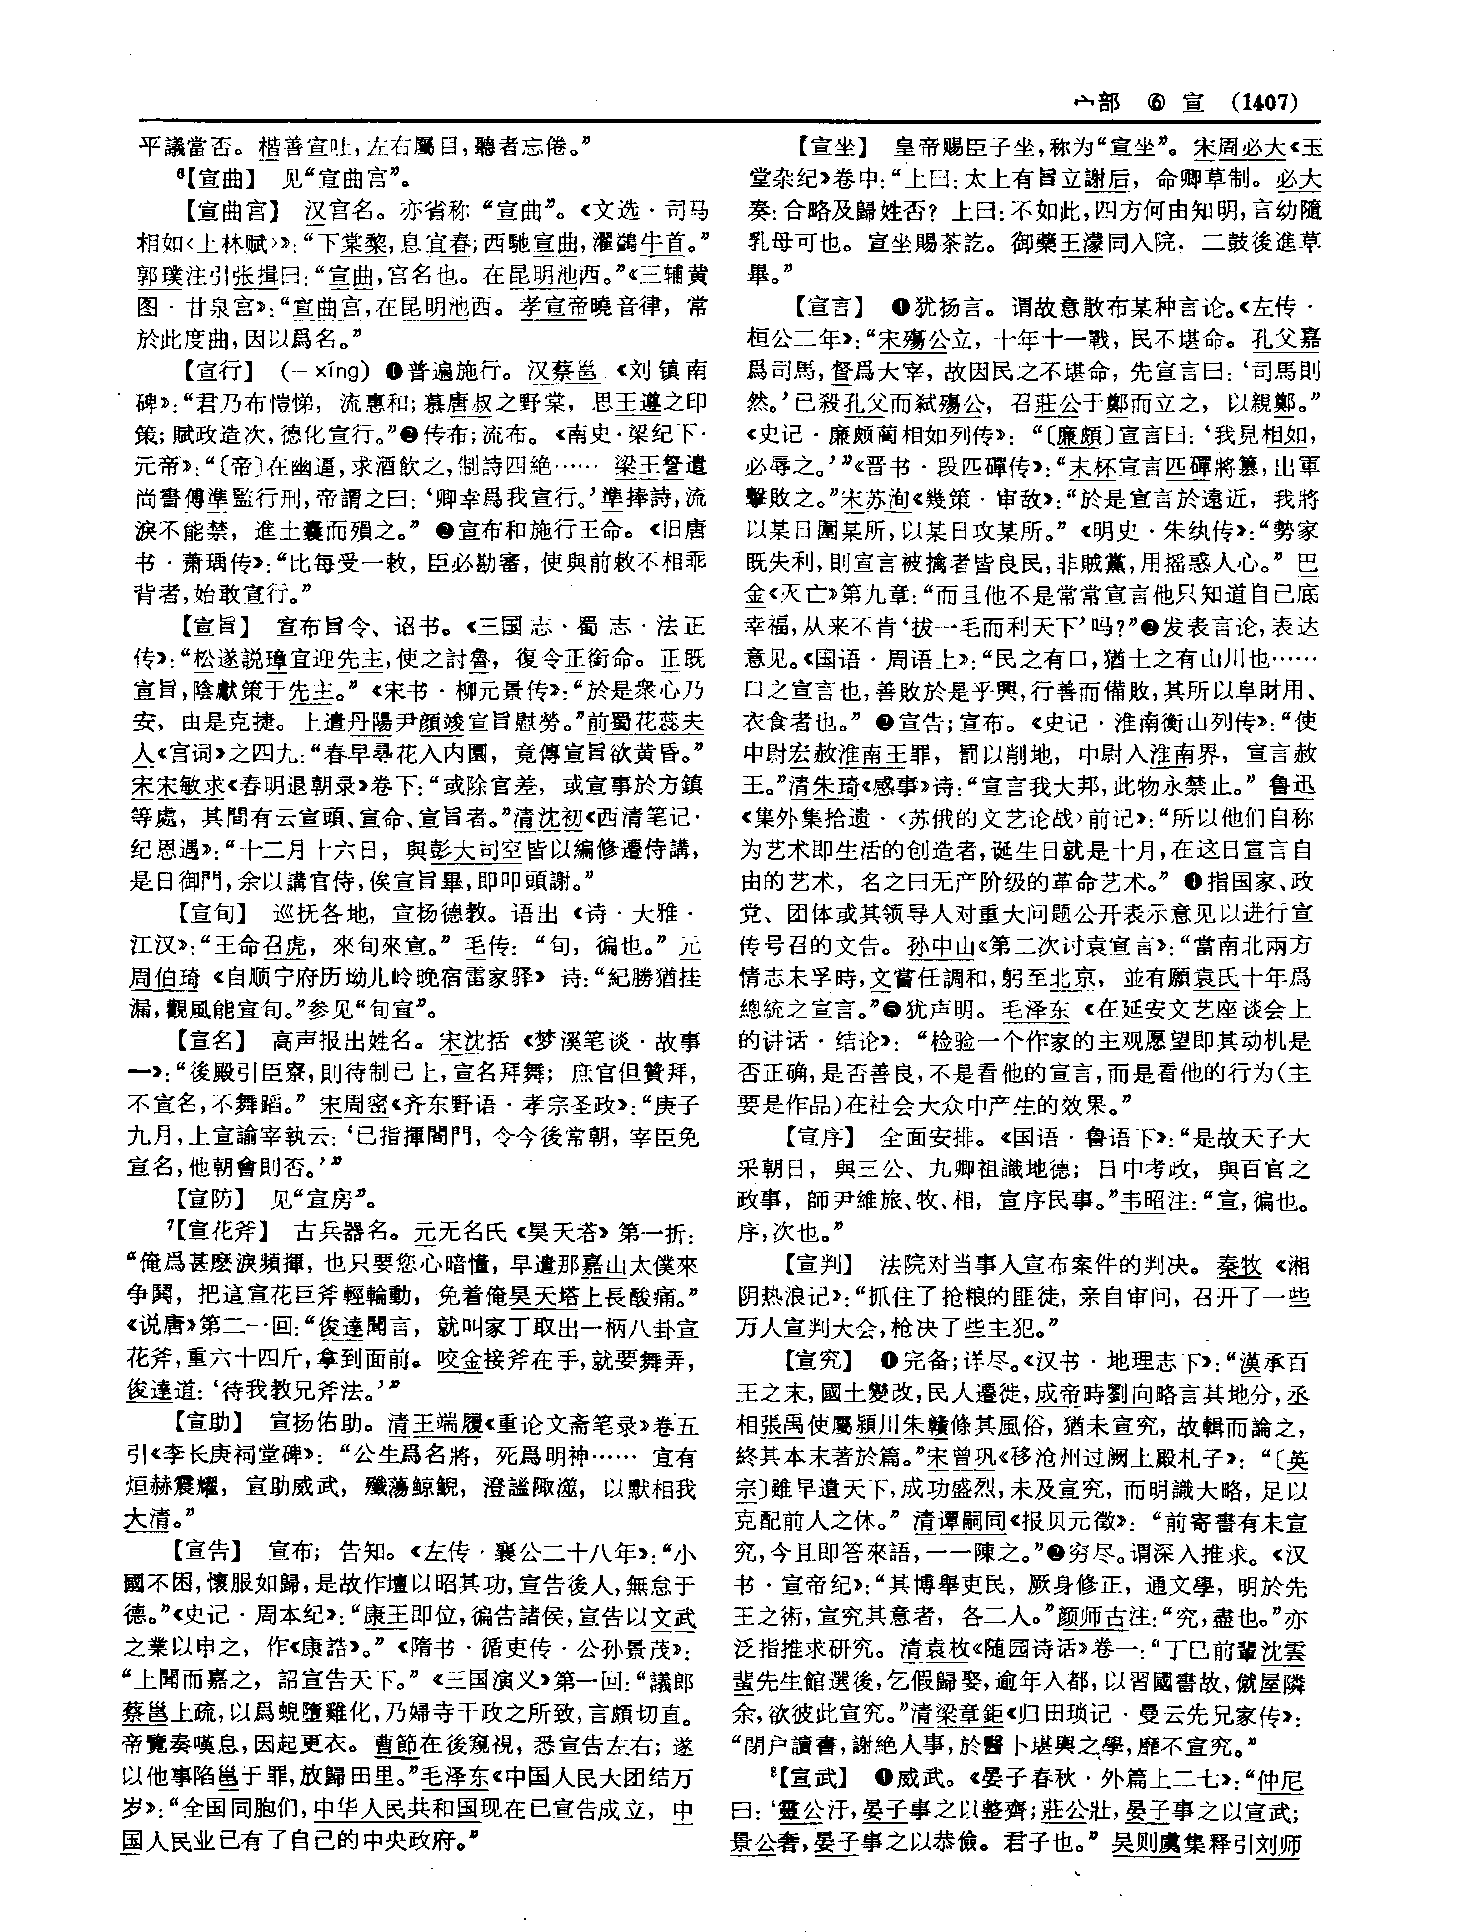 宀部 ⑥ 宣 (1407)
平議當否。楷善宣吐,左右屬目,聽者忘倦。”
⁶【宣曲】 见“宣曲宫”。
【宣曲宫】 汉宫名。亦省称“宣曲”。《文选·司马
相如〈上林赋〉》:“下棠棃,息宜春;西馳宣曲,濯鷁牛首。”
郭璞注引张揖曰:“宣曲,宫名也。在昆明池西。”《三辅黄
图·甘泉宫》:“宣曲宫,在昆明池西。孝宣帝曉音律,常
於此度曲,因以爲名。”
【宣行】 (—xíng) ❶普遍施行。汉蔡邕《刘镇南
碑》:“君乃布愷悌,流惠和;慕唐叔之野棠,思王遵之印
策;賦政造次,德化宣行。”❷传布;流布。《南史·梁纪下·
元帝》:“〔帝〕在幽逼,求酒飲之,制詩四絶…… 梁王詧遣
尚書傅準監行刑,帝謂之曰:‘卿幸爲我宣行。’準捧詩,流
淚不能禁,進土囊而殞之。” ❸宣布和施行王命。《旧唐
书·萧瑀传》:“比每受一敕,臣必勘審,使與前敕不相乖
背者,始敢宣行。”
【宣旨】 宣布旨令、诏书。《三国志·蜀志·法正
传》:“松遂説璋宜迎先主,使之討魯,復令正銜命。正既
宣旨,陰獻策于先主。”《宋书·柳元景传》:“於是衆心乃
安,由是克捷。上遣丹陽尹顔竣宣旨慰勞。”前蜀花蕊夫
人《宫词》之四九:“春早尋花入内園,竟傳宣旨欲黄昏。”
宋宋敏求《春明退朝录》卷下:“或除官差,或宣事於方鎮
等處,其間有云宣頭、宣命、宣旨者。”清沈初《西清笔记·
纪恩遇》:“十二月十六日,與彭大司空皆以編修遷侍講,
是日御門,余以講官侍,俟宣旨畢,即叩頭謝。”
【宣旬】 巡抚各地,宣扬德教。语出《诗·大雅·
江汉》:“王命召虎,來旬來宣。”毛传:“旬,徧也。”元
周伯琦《自顺宁府历坳儿岭晚宿雷家驿》诗:“紀勝猶挂
漏,觀風能宣旬。”参见“旬宣”。
【宣名】 高声报出姓名。宋沈括《梦溪笔谈·故事
一》:“後殿引臣寮,則待制已上,宣名拜舞;庶官但贊拜,
不宣名,不舞蹈。”宋周密《齐东野语·孝宗圣政》:“庚子
九月,上宣諭宰執云:‘已指揮閤門,令今後常朝,宰臣免
宣名,他朝會則否。’”
【宣防】 见“宣房”。
⁷【宣花斧】 古兵器名。元无名氏《昊天塔》第一折:
“俺爲甚麽淚頻揮,也只要您心暗懂,早遣那嘉山太僕來
争鬭,把這宣花巨斧輕輪動,免着俺昊天塔上長酸痛。”
《说唐》第二一回:“俊達聞言,就叫家丁取出一柄八卦宣
花斧,重六十四斤,拿到面前。咬金接斧在手,就要舞弄,
俊達道:‘待我教兄斧法。’”
【宣助】 宣扬佑助。清王端履《重论文斋笔录》卷五
引《李长庚祠堂碑》:“公生爲名將,死爲明神…… 宜有
烜赫震耀,宣助威武,殲蕩鯨鯢,澄謐陬澨,以默相我
大清。”
【宣告】 宣布;告知。《左传·襄公二十八年》:“小
國不困,懷服如歸,是故作壇以昭其功,宣告後人,無怠于
德。”《史记·周本纪》:“康王即位,徧告諸侯,宣告以文武
之業以申之,作《康誥》。”《隋书·循吏传·公孙景茂》:
“上聞而嘉之,詔宣告天下。”《三国演义》第一回:“議郎
蔡邕上疏,以爲蜺墮雞化,乃婦寺干政之所致,言頗切直。
帝覽奏嘆息,因起更衣。曹節在後窺視,悉宣告左右;遂
以他事陷邕于罪,放歸田里。”毛泽东《中国人民大团结万
岁》:“全国同胞们,中华人民共和国现在已宣告成立,中
国人民业已有了自己的中央政府。”
【宣坐】 皇帝赐臣子坐,称为“宣坐”。宋周必大《玉
堂杂纪》卷中:“上曰:太上有旨立謝后,命卿草制。必大
奏:合略及歸姓否?上曰:不如此,四方何由知明,言幼隨
乳母可也。宣坐賜茶訖。御藥王濛同入院,二鼓後進草
畢。”
【宣言】 ❶犹扬言。谓故意散布某种言论。《左传·
桓公二年》:“宋殤公立,十年十一戰,民不堪命。孔父嘉
爲司馬,督爲大宰,故因民之不堪命,先宣言曰:‘司馬則
然。’已殺孔父而弑殤公,召莊公于鄭而立之,以親鄭。”
《史记·廉颇蔺相如列传》:“〔廉頗〕宣言曰:‘我見相如,
必辱之。’”《晋书·段匹磾传》:“末杯宣言匹磾將篡,出軍
擊敗之。”宋苏洵《幾策·审敌》:“於是宣言於遠近,我將
以某日圍某所,以某日攻某所。”《明史·朱纨传》:“勢家
既失利,則宣言被擒者皆良民,非賊黨,用摇惑人心。”巴
金《灭亡》第九章:“而且他不是常常宣言他只知道自己底
幸福,从来不肯‘拔一毛而利天下’吗?”❷发表言论,表达
意见。《国语·周语上》:“民之有口,猶土之有山川也……
口之宣言也,善敗於是乎興,行善而備敗,其所以阜財用、
衣食者也。” ❸宣告;宣布。《史记·淮南衡山列传》:“使
中尉宏赦淮南王罪,罰以削地,中尉入淮南界,宣言赦
王。”清朱琦《感事》诗:“宣言我大邦,此物永禁止。”鲁迅
《集外集拾遗·〈苏俄的文艺论战〉前记》:“所以他们自称
为艺术即生活的创造者,诞生日就是十月,在这日宣言自
由的艺术,名之曰无产阶级的革命艺术。” ❹指国家、政
党、团体或其领导人对重大问题公开表示意见以进行宣
传号召的文告。孙中山《第二次讨袁宣言》:“當南北兩方
情志未孚時,文嘗任調和,躬至北京,並有願袁氏十年爲
總統之宣言。”❺犹声明。毛泽东《在延安文艺座谈会上
的讲话·结论》:“检验一个作家的主观愿望即其动机是
否正确,是否善良,不是看他的宣言,而是看他的行为(主
要是作品)在社会大众中产生的效果。”
【宣序】 全面安排。《国语·鲁语下》:“是故天子大
采朝日,與三公、九卿祖識地德;日中考政,與百官之
政事,師尹維旅、牧、相,宣序民事。”韦昭注:“宣,徧也。
序,次也。”
【宣判】 法院对当事人宣布案件的判决。秦牧《湘
阴热浪记》:“抓住了抢粮的匪徒,亲自审问,召开了一些
万人宣判大会,枪决了些主犯。”
【宣究】 ❶完备;详尽。《汉书·地理志下》:“漢承百
王之末,國土變改,民人遷徙,成帝時劉向略言其地分,丞
相張禹使屬潁川朱贛條其風俗,猶未宣究,故輯而論之,
終其本末著於篇。”宋曾巩《移沧州过阙上殿札子》:“〔英
宗〕雖早遺天下,成功盛烈,未及宣究,而明識大略,足以
克配前人之休。”清谭嗣同《报贝元徵》:“前寄書有未宣
究,今且即答來語,一一陳之。”❷穷尽。谓深入推求。《汉
书·宣帝纪》:“其博舉吏民,厥身修正,通文學,明於先
王之術,宣究其意者,各二人。”颜师古注:“究,盡也。”亦
泛指推求研究。清袁枚《随园诗话》卷一:“丁巳前輩沈雲
蜚先生館選後,乞假歸娶,逾年入都,以習國書故,僦屋隣
余,欲彼此宣究。”清梁章鉅《归田琐记·曼云先兄家传》:
“閉户讀書,謝絶人事,於醫卜堪輿之學,靡不宣究。”
⁸【宣武】 ❶威武。《晏子春秋·外篇上二七》:“仲尼
曰:‘靈公汙,晏子事之以整齊;莊公壯,晏子事之以宣武;
景公奢,晏子事之以恭儉。君子也。”吴则虞集释引刘师